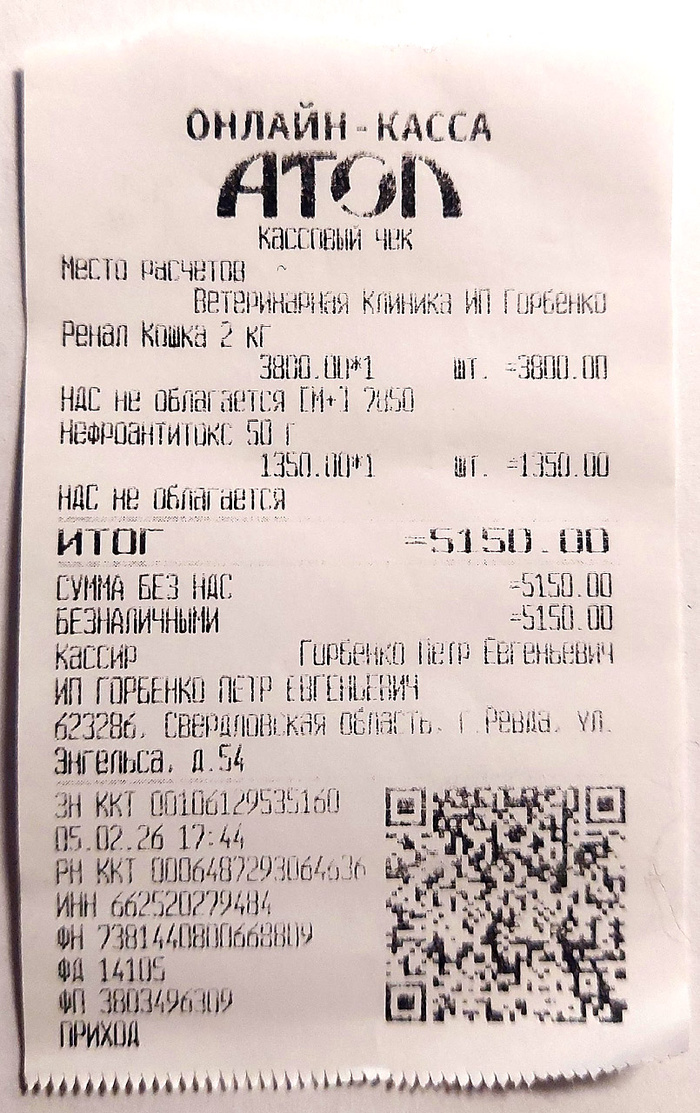 ОНЛАЙН-КАССА
АТОЛ
Кассовый чек
Место расчетов
Ветеринарная Клиника ИП Горбенко
Ренал Кошка 2 кг
3800.00*1 шт. =3800.00
НДС не облагается [М+]
Нефроантитокс 50 г
1350.00*1 шт. =1350.00
НДС не облагается
ИТОГ =5150.00
СУММА БЕЗ НДС =5150.00
БЕЗНАЛИЧНЫМИ =5150.00
Кассир Горбенко Петр Евгеньевич
ИП ГОРБЕНКО ПЕТР ЕВГЕНЬЕВИЧ
623286, Свердловская область, г.Ревда, ул.
Энгельса, д.54
ЗН ККТ 00106129535160
05.02.26 17:44
РН ККТ 0006487293064636
ИНН 662520279484
ФН 7381440800668809
ФД 14105
ФП 3803496309
ПРИХОД